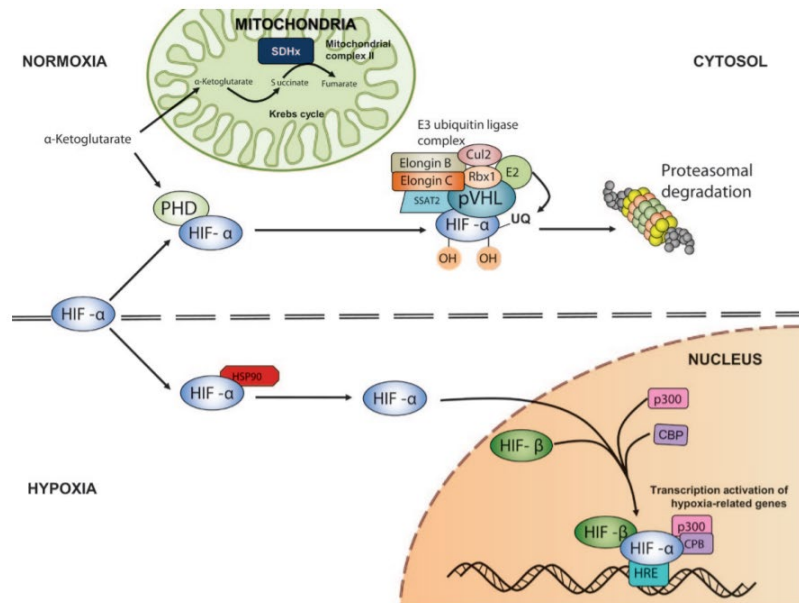 MITOCHONDRIA
NORMOXIA
SDHx
Mitochondrial
complex II
CYTOSOL
α-Ketoglutarate
Succinate
Fumarate
Krebs cycle
α-Ketoglutarate
E3 ubiquitin ligase
complex
Cul2
Elongin B
Rbx1
E2
Elongin C
SSAT2
pVHL
Proteasomal
degradation
PHD
HIF- α
HIF -α
UQ
OH
OH
HIF -α
HSP90
HIF -α
HIF -α
NUCLEUS
p300
CBP
HIF- β
HYPOXIA
Transcription activation of
hypoxia-related genes
HIF -β
p300
HIF -α
CPB
HRE